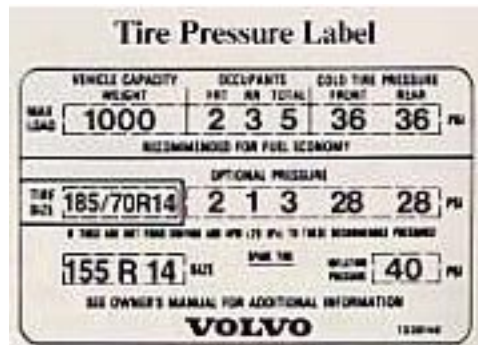 Tire Pressure Label
VEHICLE CAPACITY OCCUPANTS COLD TIRE PRESSURE
WEIGHT FRT RR TOTAL FRONT REAR
MAX LOAD 1000 2 3 5 36 36 PSI
RECOMMENDED FOR FUEL ECONOMY
OPTIONAL PRESSURE
TIRE SIZE 185/70R14 2 1 3 28 28 PSI
155 R 14 SIZE SPARE TIRE INFLATION PRESSURE 40 PSI
SEE OWNER'S MANUAL FOR ADDITIONAL INFORMATION
VOLVO